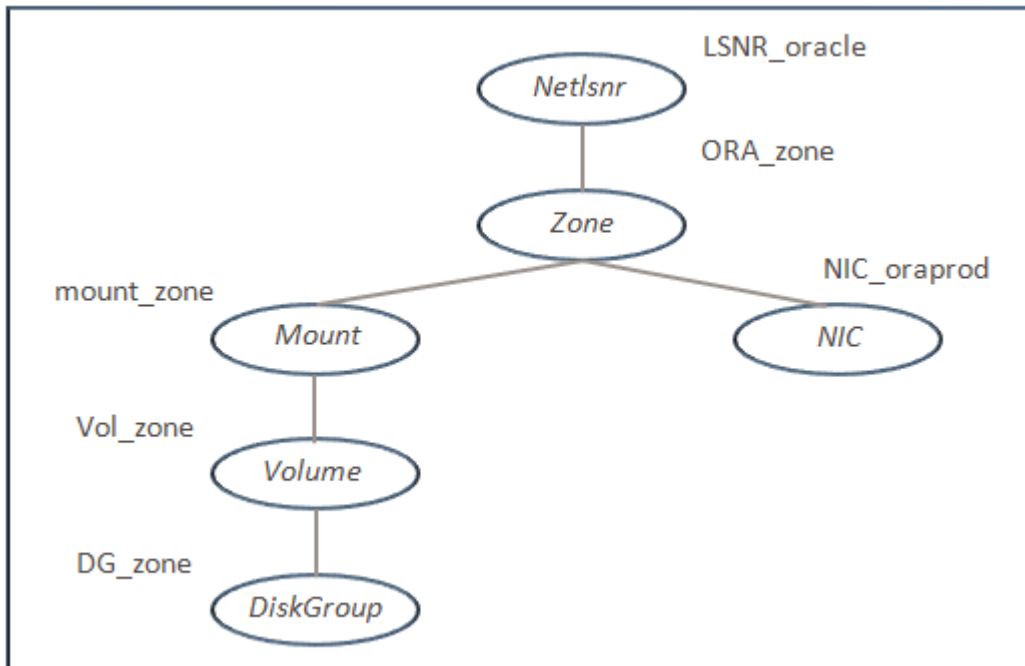 LSNR_oracle
Netlsnr
ORA_zone
Zone
NIC_oraprod
mount_zone
Mount
NIC
Vol_zone
Volume
DG_zone
DiskGroup